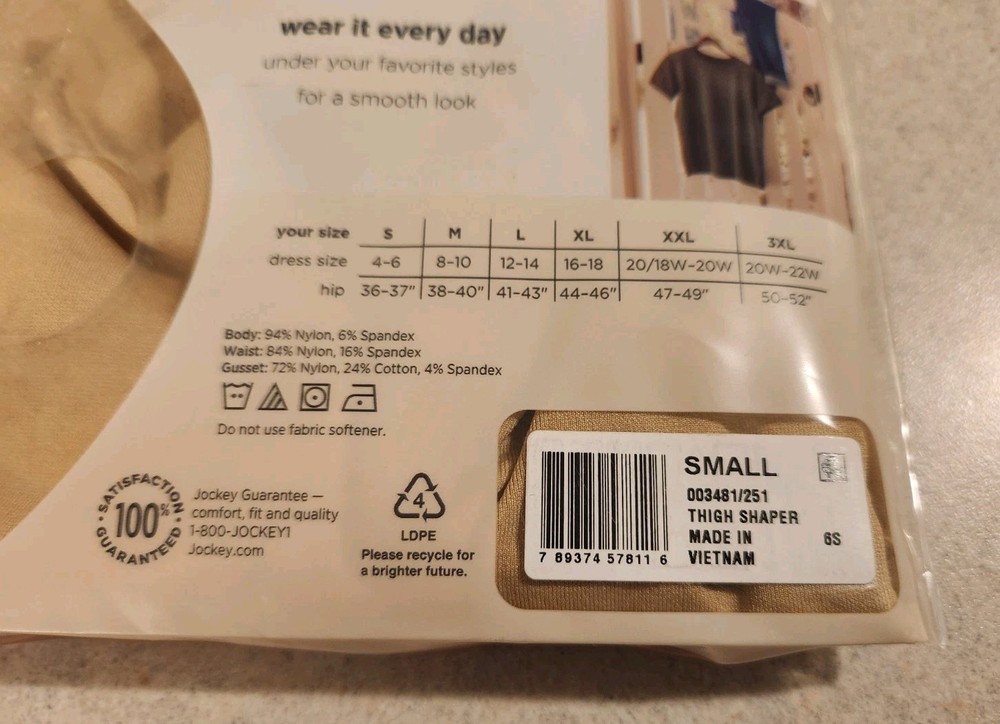 wear it every day
under your favorite styles
for a smooth look
your size S M L XL XXL 3XL
dress size 4-6 8-10 12-14 16-18 20/18W-20W 20W-22W
hip 36-37" 38-40" 41-43" 44-46" 47-49" 50-52"
Body: 94% Nylon, 6% Spandex
Waist: 84% Nylon, 16% Spandex
Gusset: 72% Nylon, 24% Cotton, 4% Spandex
Do not use fabric softener.
SATISFACTION
100%
GUARANTEED
Jockey Guarantee —
comfort, fit and quality
1-800-JOCKEY1
Jockey.com
4
LDPE
Please recycle for
a brighter future.
SMALL
003481/251
THIGH SHAPER
MADE IN
VIETNAM
6S
7 89374 57811 6